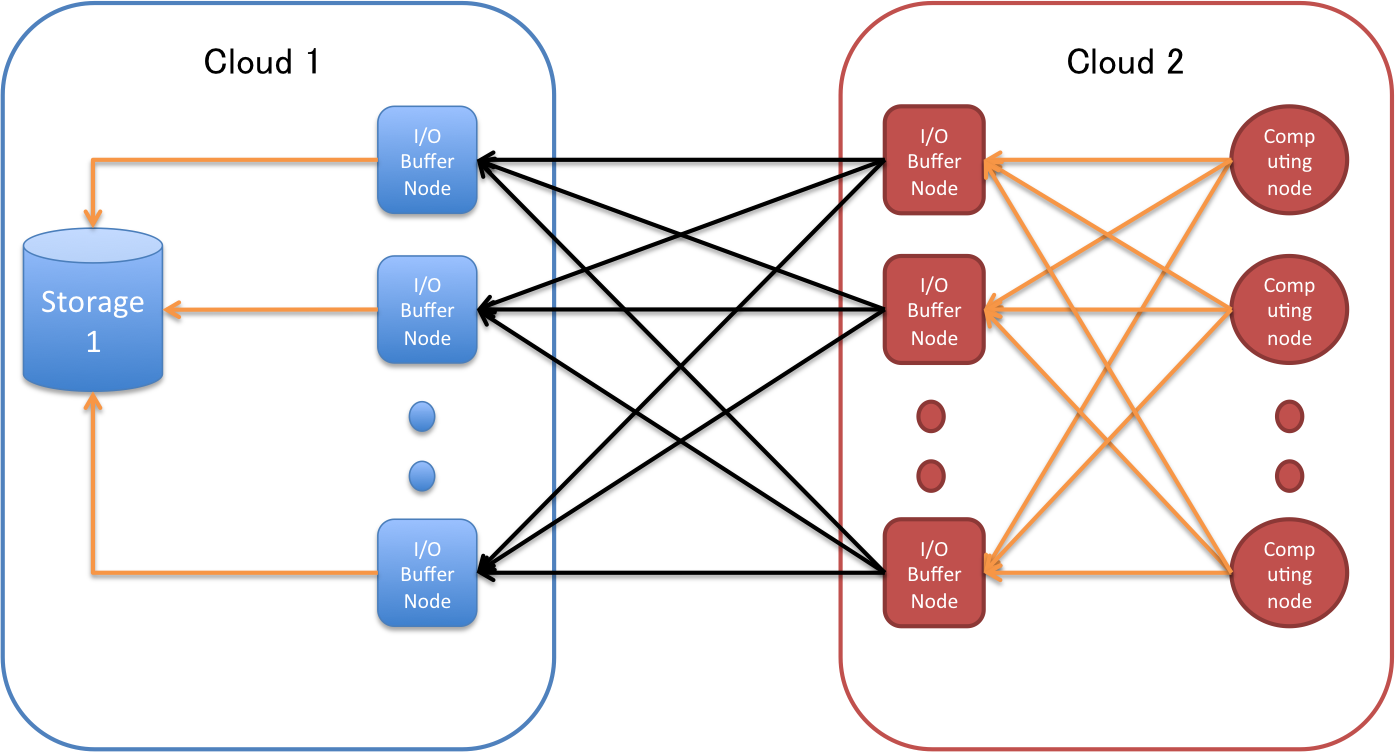 Cloud 1
Cloud 2
I/O
Buffer
Node
I/O
Buffer
Node
Comp
uting
node
Storage
1
I/O
Buffer
Node
I/O
Buffer
Node
Comp
uting
node
I/O
Buffer
Node
I/O
Buffer
Node
Comp
uting
node